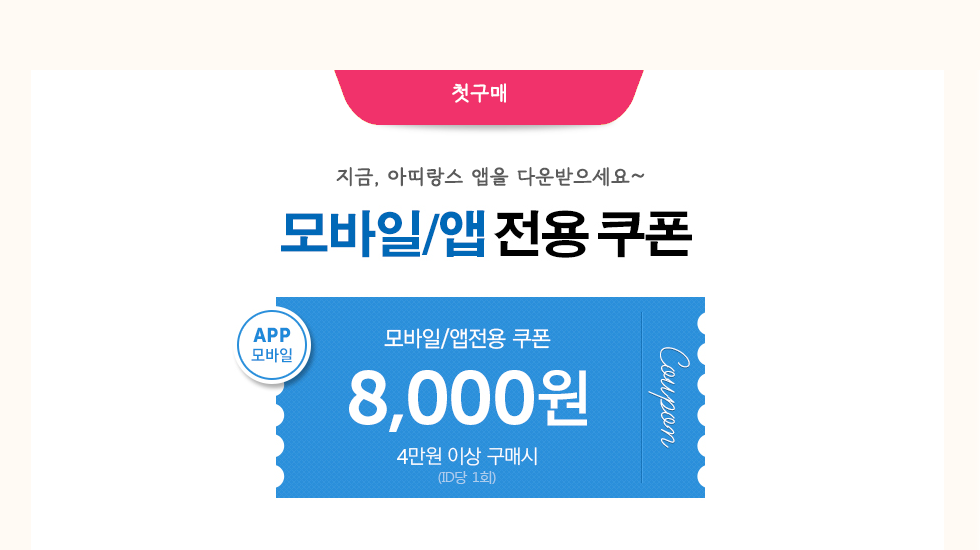 첫구매
지금, 아띠랑스 앱을 다운받으세요~
모바일/앱 전용 쿠폰
APP
모바일
모바일/앱전용 쿠폰
8,000원
4만원 이상 구매시
(ID당 1회)
Coupon